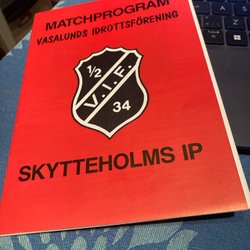 MATCHPROGRAM
VASALUNDS IDROTTSFÖRENING
1/2
V.I.F.
34
SKYTTEHOLMS IP